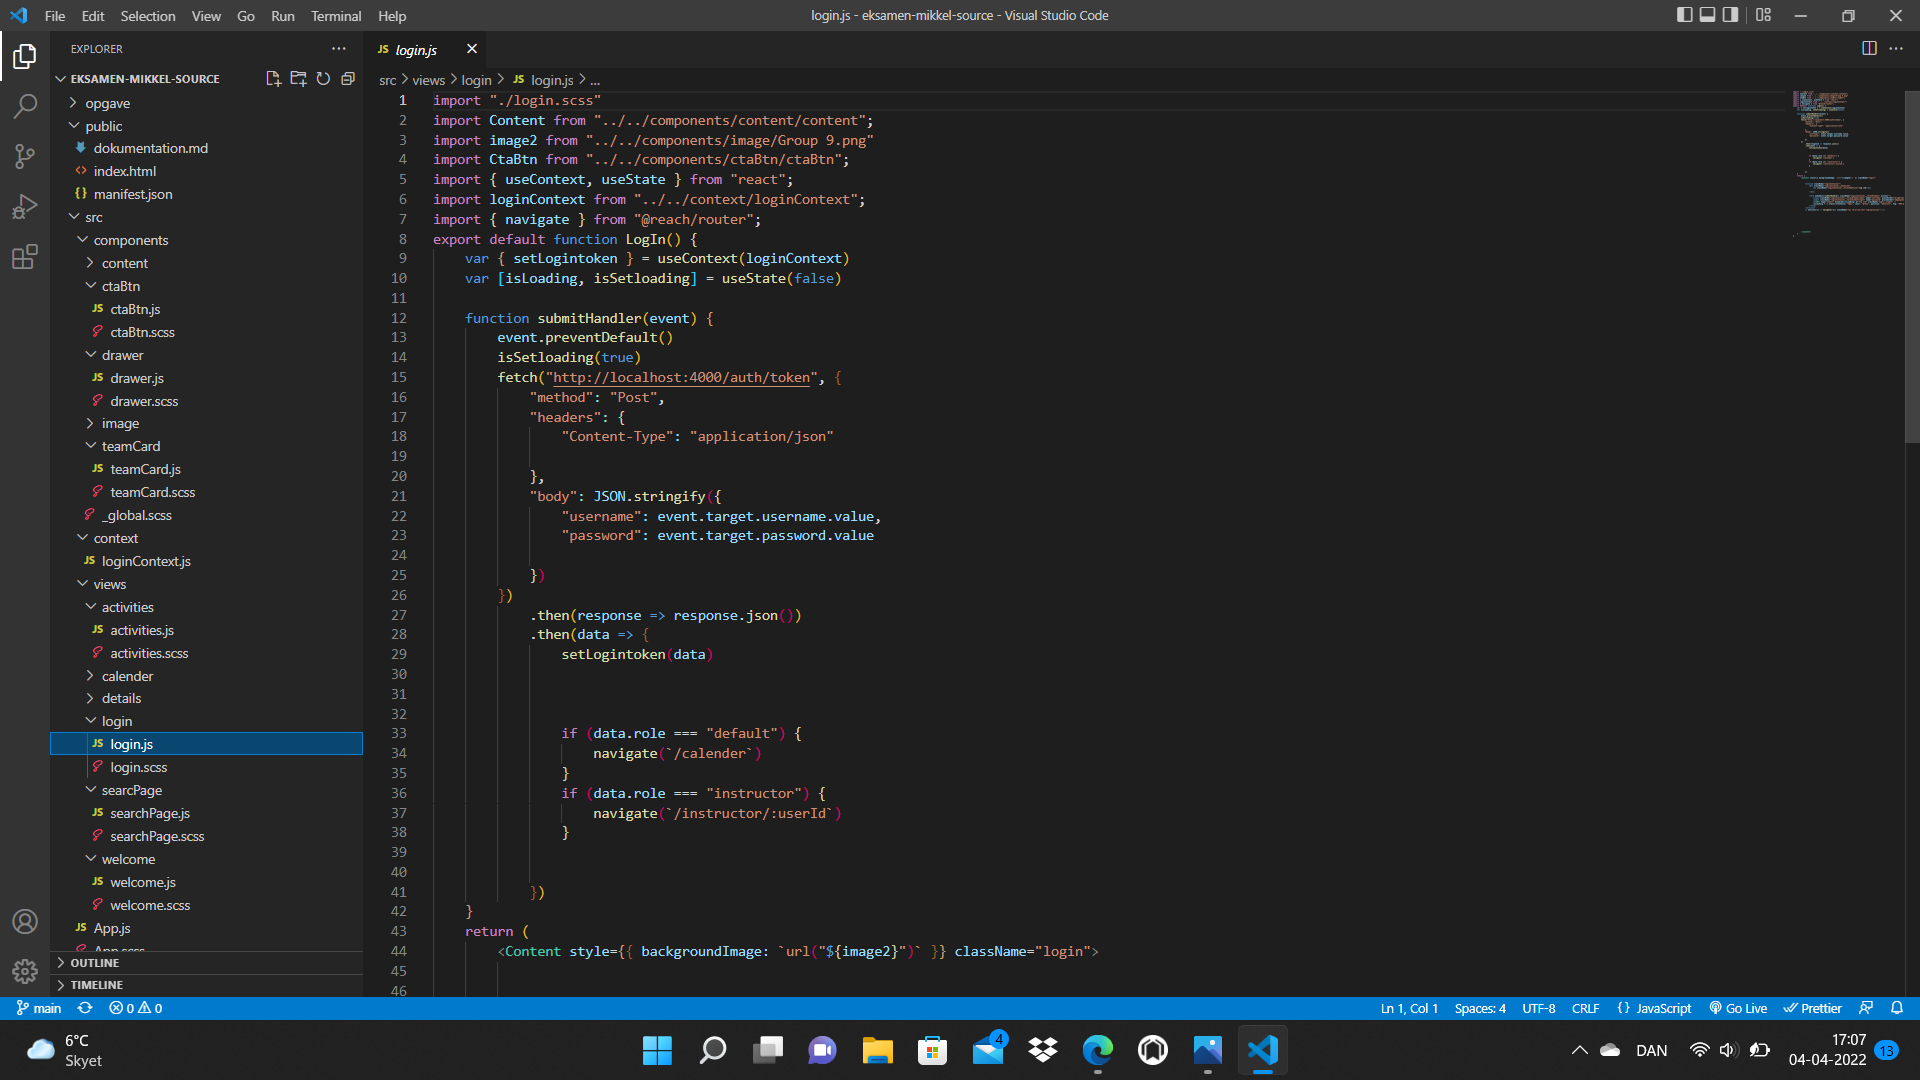 File Edit Selection View Go Run Terminal Help
login.js - eksamen-mikkel-source - Visual Studio Code
EXPLORER
EKSAMEN-MIKKEL-SOURCE
opgave
public
dokumentation.md
index.html
manifest.json
src
components
content
ctaBtn
ctaBtn.js
ctaBtn.scss
drawer
drawer.js
drawer.scss
image
teamCard
teamCard.js
teamCard.scss
_global.scss
context
loginContext.js
views
activities
activities.js
activities.scss
calender
details
login
login.js
login.scss
searcPage
searchPage.js
searchPage.scss
welcome
welcome.js
welcome.scss
App.js
App.scss
OUTLINE
TIMELINE
JS login.js
src > views > login > JS login.js > ...
1 import "./login.scss"
2 import Content from "../../components/content/content";
3 import image2 from "../../components/image/Group 9.png"
4 import CtaBtn from "../../components/ctaBtn/ctaBtn";
5 import { useContext, useState } from "react";
6 import loginContext from "../../context/loginContext";
7 import { navigate } from "@reach/router";
8 export default function LogIn() {
9 var { setLogintoken } = useContext(loginContext)
10 var [isLoading, isSetloading] = useState(false)
11
12 function submitHandler(event) {
13 event.preventDefault()
14 isSetloading(true)
15 fetch("http://localhost:4000/auth/token", {
16 "method": "Post",
17 "headers": {
18 "Content-Type": "application/json"
19
20 },
21 "body": JSON.stringify({
22 "username": event.target.username.value,
23 "password": event.target.password.value
24
25 })
26 })
27 .then(response => response.json())
28 .then(data => {
29 setLogintoken(data)
30
31
32
33 if (data.role === "default") {
34 navigate(`/calender`)
35 }
36 if (data.role === "instructor") {
37 navigate(`/instructor/:userId`)
38 }
39
40
41 })
42 }
43 return (
44 <Content style={{ backgroundImage: `url("${image2}")` }} className="login">
45
46
main 0 0
Ln 1, Col 1 Spaces: 4 UTF-8 CRLF {} JavaScript Go Live Prettier
6°C
Skyet
4
DAN
17:07
04-04-2022
13